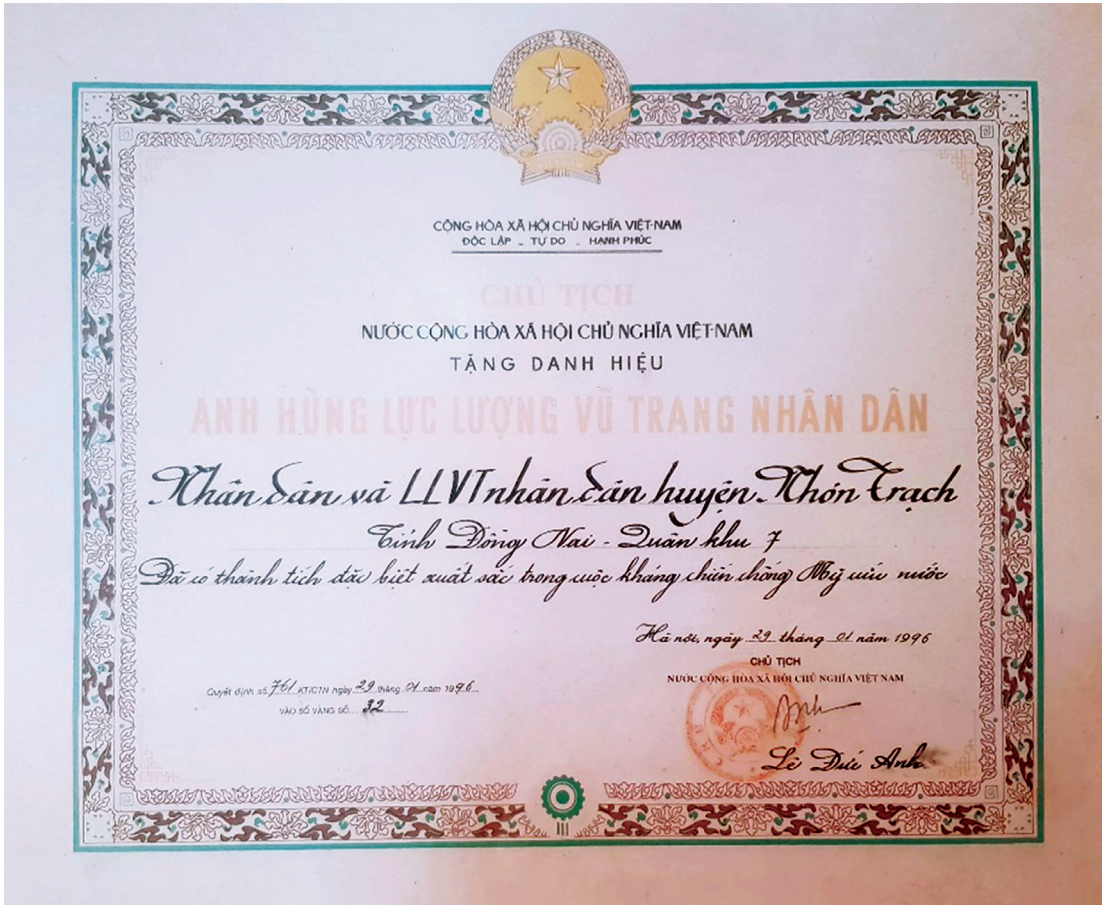 CỘNG HÒA XÃ HỘI CHỦ NGHĨA VIỆT-NAM
ĐỘC LẬP _ TỰ DO _ HẠNH PHÚC
CHỦ TỊCH
NƯỚC CỘNG HÒA XÃ HỘI CHỦ NGHĨA VIỆT-NAM
TẶNG DANH HIỆU
ANH HÙNG LỰC LƯỢNG VŨ TRANG NHÂN DÂN
Nhân dân và LLVT nhân dân huyện Nhơn Trạch
Tỉnh Đồng Nai - Quân khu 7
Đã có thành tích đặc biệt xuất sắc trong cuộc kháng chiến chống Mỹ cứu nước
Hà nội, ngày 29 tháng 01 năm 1996
CHỦ TỊCH
NƯỚC CỘNG HÒA XÃ HỘI CHỦ NGHĨA VIỆT NAM
Quyết định số 761 KT/CTN ngày 29 tháng 01 năm 1996
VÀO SỔ VÀNG SỐ 32
Anh
Lê Đức Anh